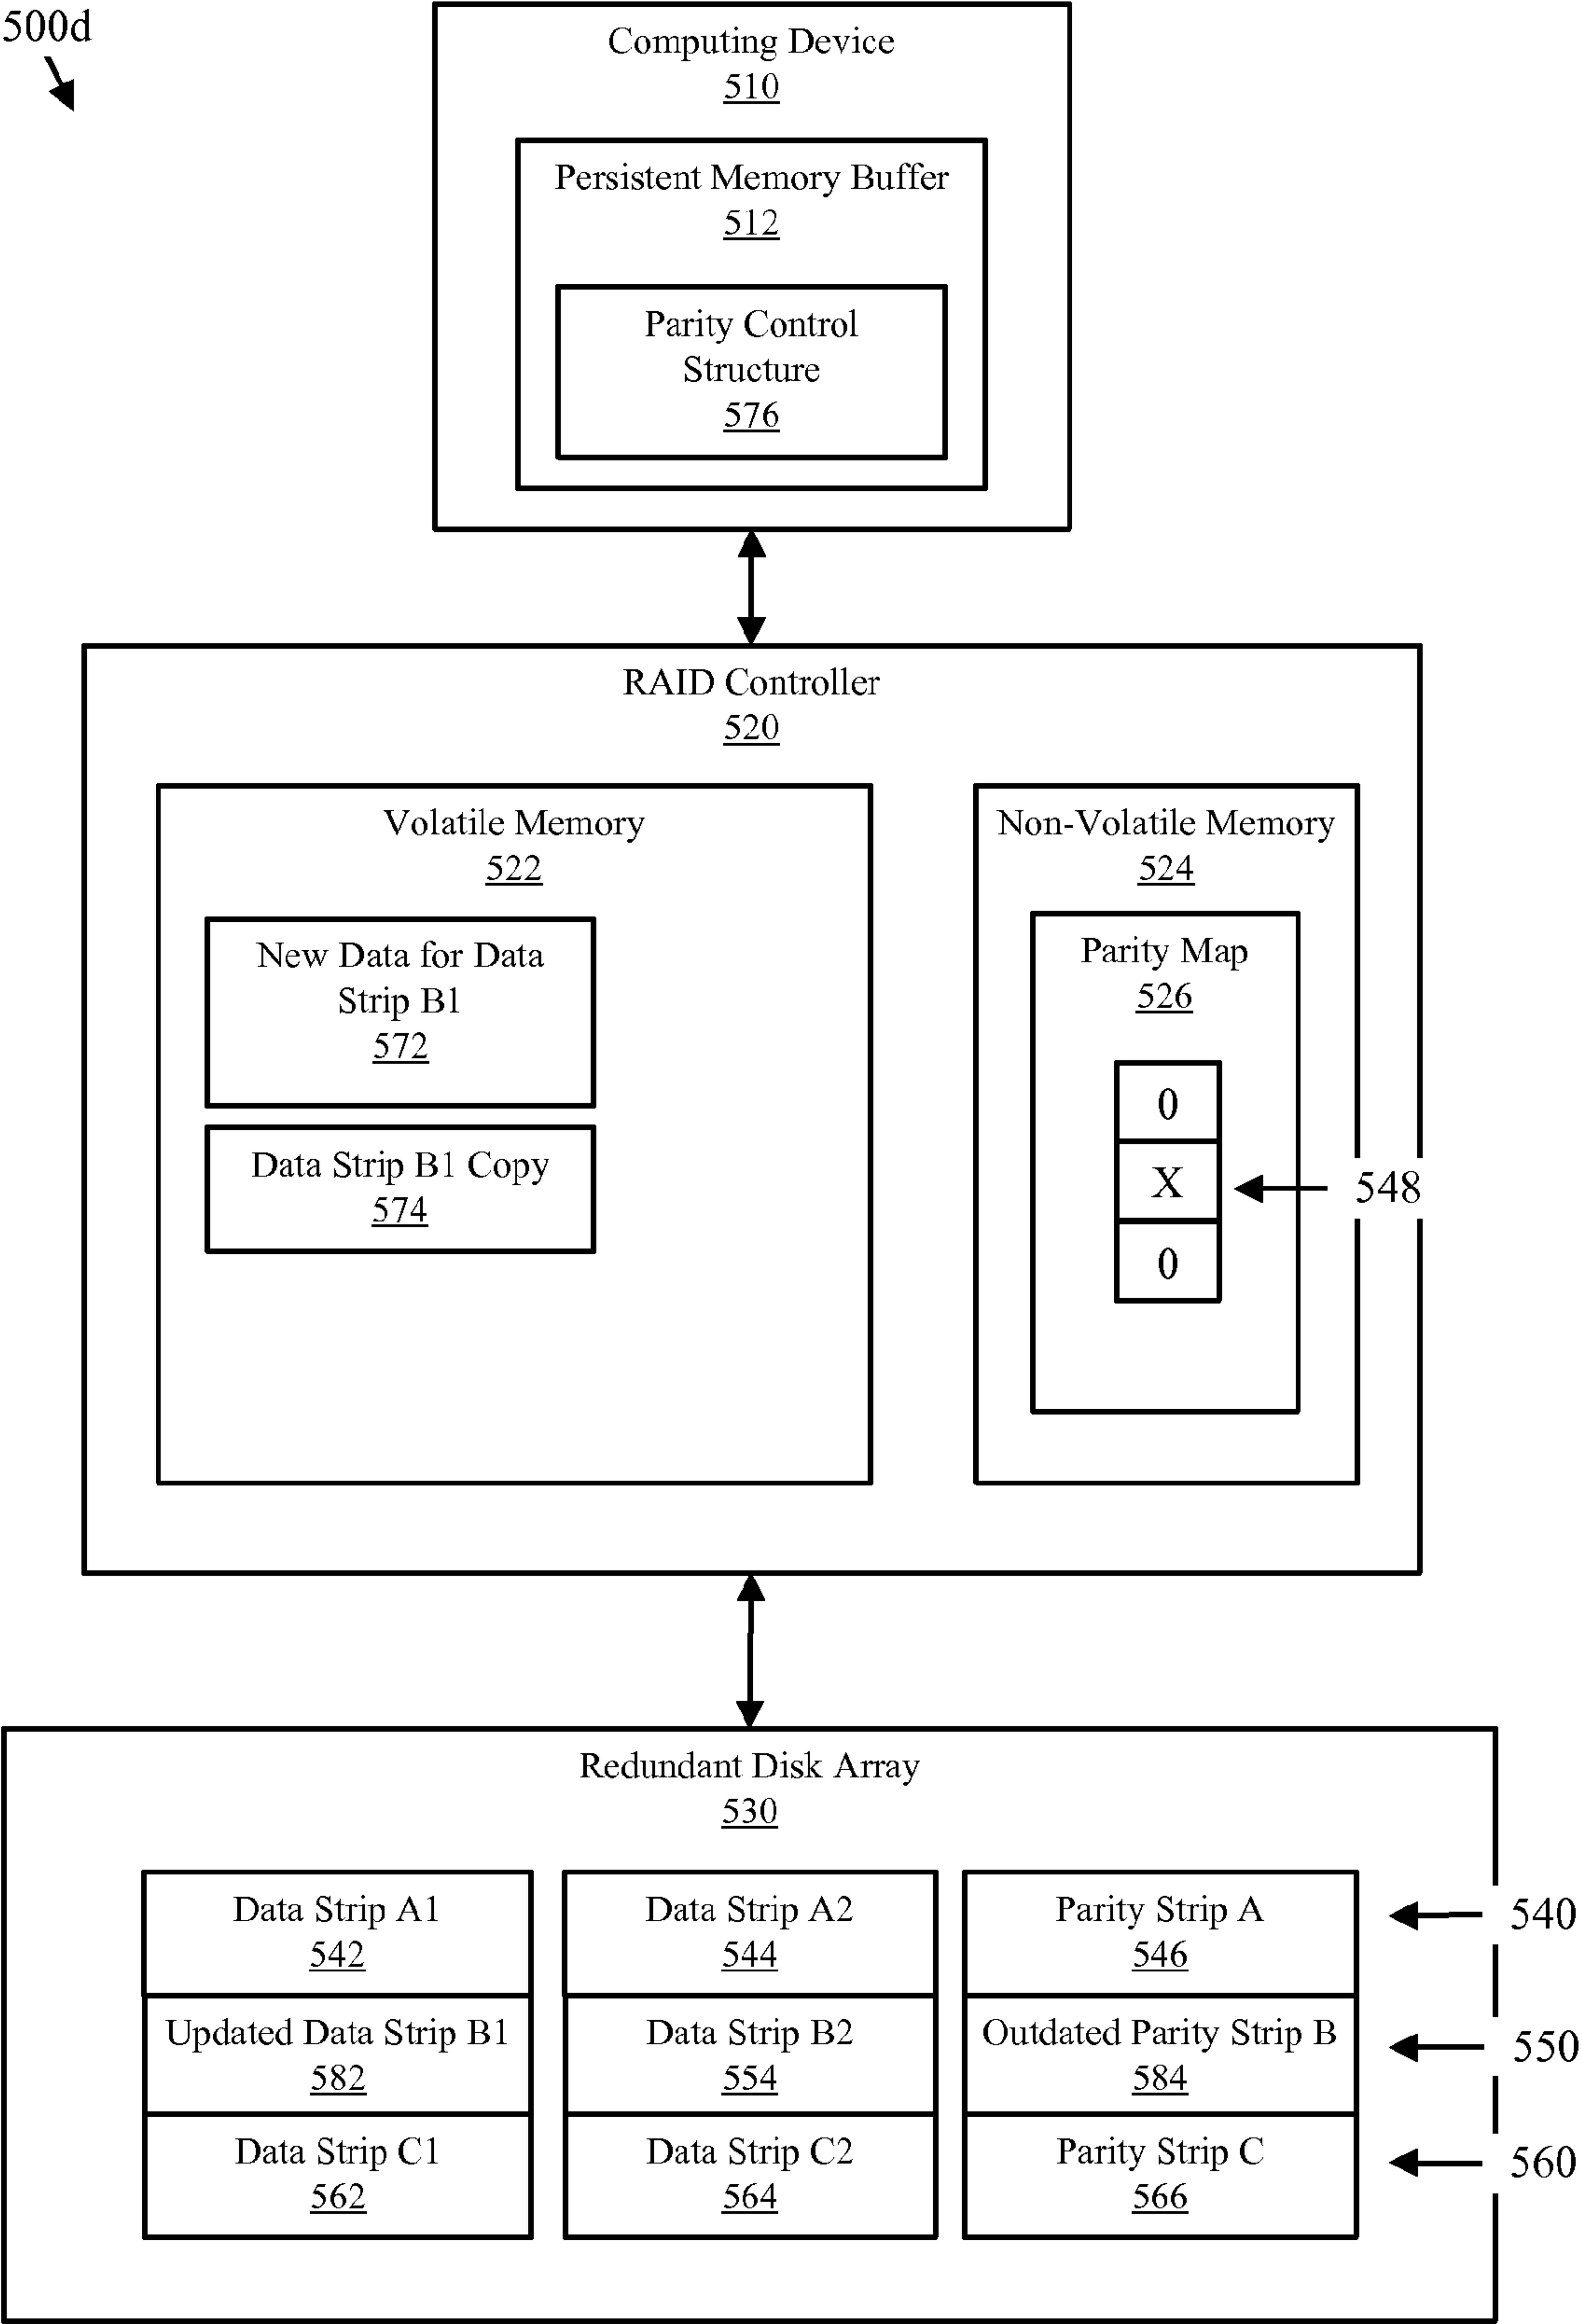 500d
Computing Device
510
Persistent Memory Buffer
512
Parity Control
Structure
576
RAID Controller
520
Volatile Memory
522
New Data for Data
Strip B1
572
Data Strip B1 Copy
574
Non-Volatile Memory
524
Parity Map
526
0
X
0
548
Redundant Disk Array
530
Data Strip A1
542
Data Strip A2
544
Parity Strip A
546
540
Updated Data Strip B1
582
Data Strip B2
554
Outdated Parity Strip B
584
550
Data Strip C1
562
Data Strip C2
564
Parity Strip C
566
560